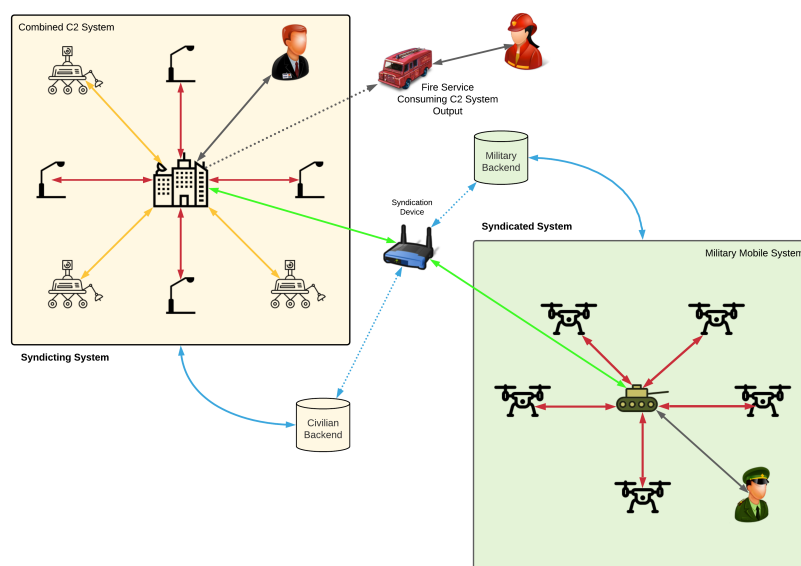 Combined C2 System
Fire Service
Consuming C2 System
Output
Military
Backend
Syndication
Device
Syndicated System
Military Mobile System
Syndicting System
Civilian
Backend